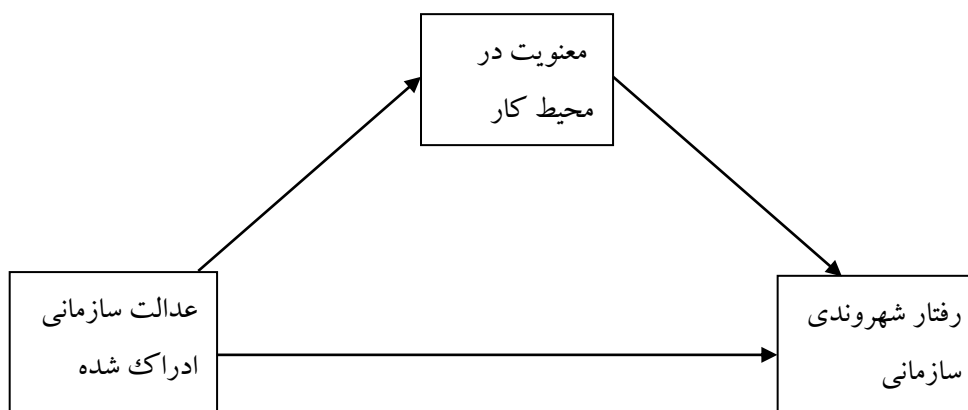 معنویت در
محیط کار
عدالت سازمانی
ادراک شده
رفتار شهروندی
سازمانی